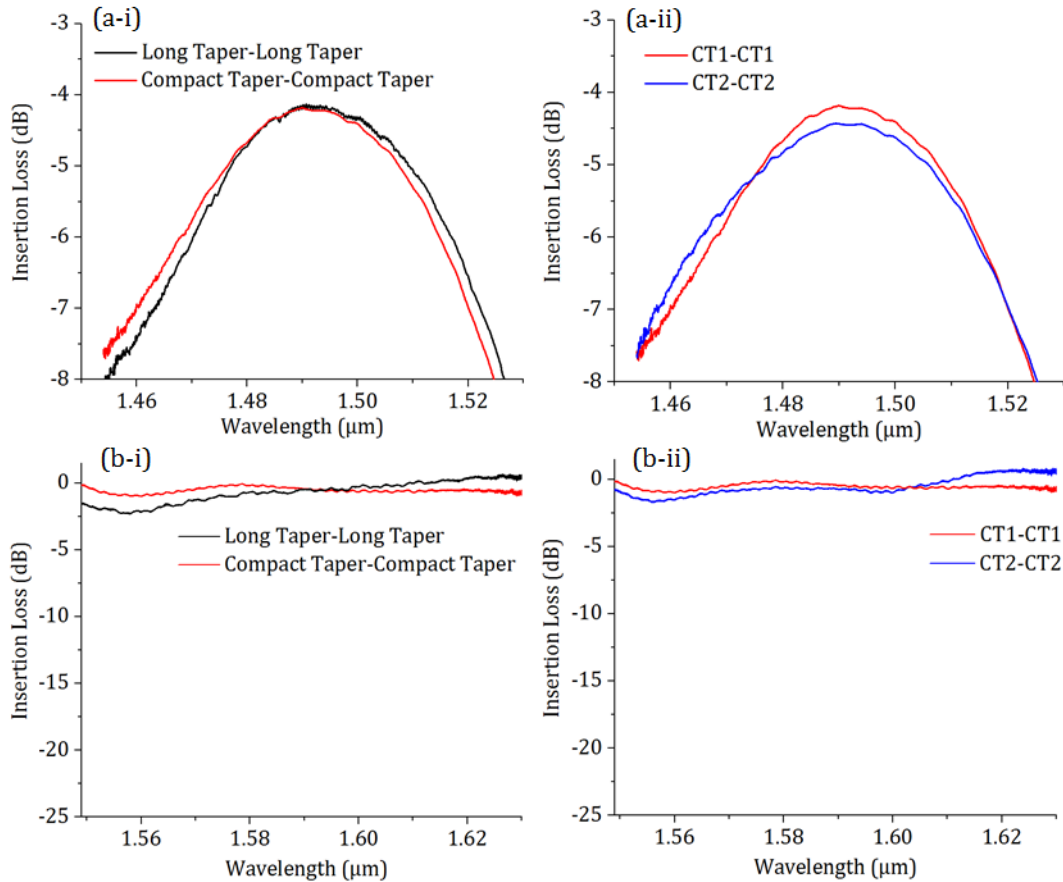 (a-i)
-3
-4
-5
-6
-7
-8
Insertion Loss (dB)
Long Taper-Long Taper
Compact Taper-Compact Taper
1.46
1.48
1.50
1.52
Wavelength (µm)
(a-ii)
-3
-4
-5
-6
-7
-8
Insertion Loss (dB)
CT1-CT1
CT2-CT2
1.46
1.48
1.50
1.52
Wavelength (µm)
(b-i)
0
-5
-10
-15
-20
-25
Insertion Loss (dB)
Long Taper-Long Taper
Compact Taper-Compact Taper
1.56
1.58
1.60
1.62
Wavelength (µm)
(b-ii)
0
-5
-10
-15
-20
-25
Insertion Loss (dB)
CT1-CT1
CT2-CT2
1.56
1.58
1.60
1.62
Wavelength (µm)